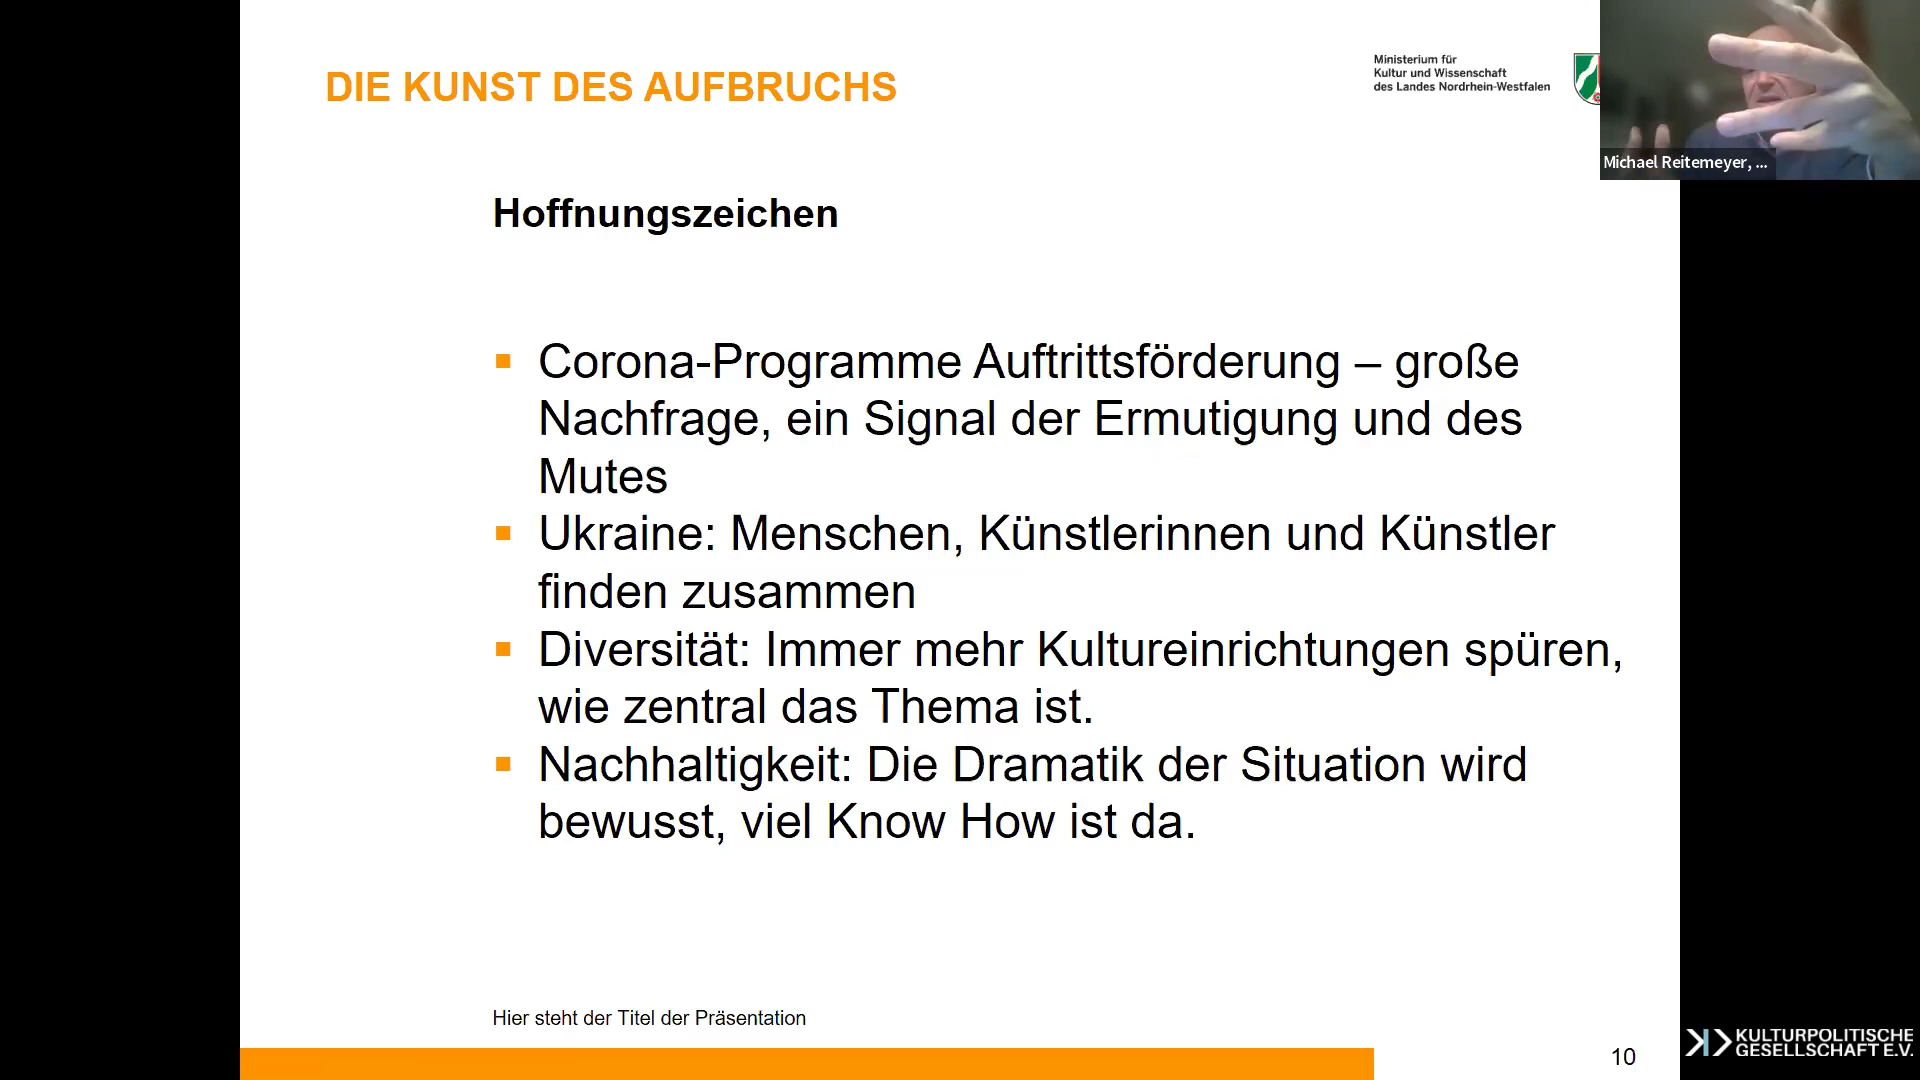 DIE KUNST DES AUFBRUCHS
Ministerium für
Kultur und Wissenschaft
des Landes Nordrhein-Westfalen
Michael Reitemeyer, ...
Hoffnungszeichen
Corona-Programme Auftrittsförderung – große
Nachfrage, ein Signal der Ermutigung und des
Mutes
Ukraine: Menschen, Künstlerinnen und Künstler
finden zusammen
Diversität: Immer mehr Kultureinrichtungen spüren,
wie zentral das Thema ist.
Nachhaltigkeit: Die Dramatik der Situation wird
bewusst, viel Know How ist da.
Hier steht der Titel der Präsentation
10
KULTURPOLITISCHE
GESELLSCHAFT E.V.